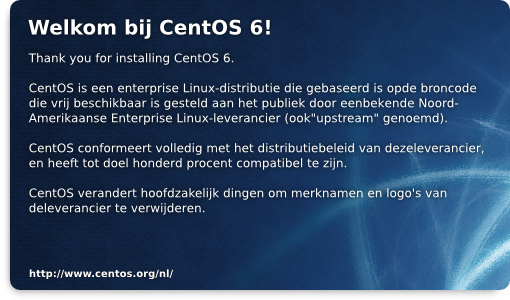 Welkom bij CentOS 6!
Thank you for installing CentOS 6.
CentOS is een enterprise Linux-distributie die gebaseerd is opde broncode
die vrij beschikbaar is gesteld aan het publiek door eenbekende Noord-
Amerikaanse Enterprise Linux-leverancier (ook"upstream" genoemd).
CentOS conformeert volledig met het distributiebeleid van dezeleverancier,
en heeft tot doel honderd procent compatibel te zijn.
CentOS verandert hoofdzakelijk dingen om merknamen en logo's van
deleverancier te verwijderen.
http://www.centos.org/nl/